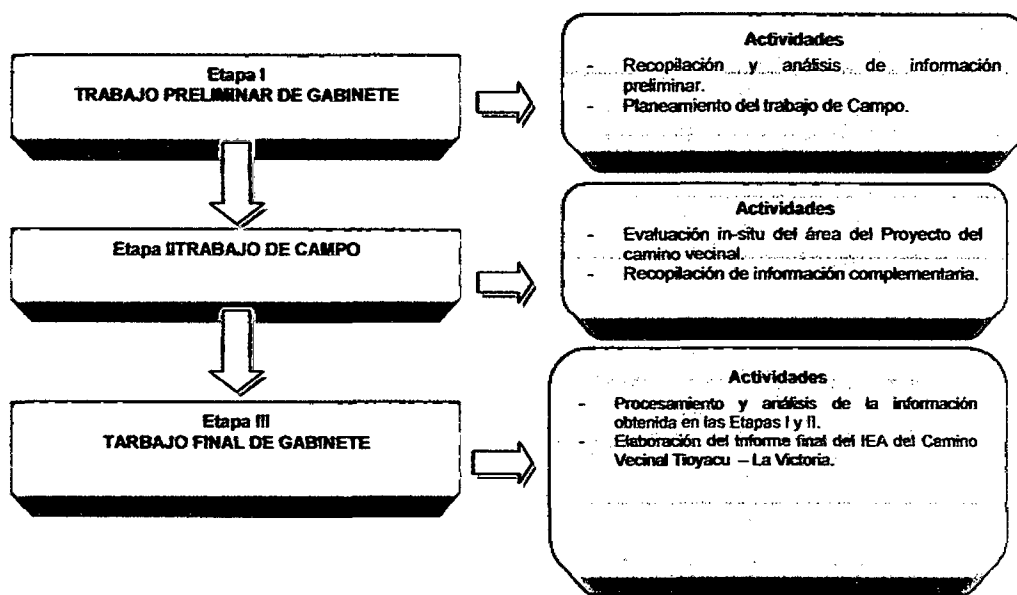 Etapa I
TRABAJO PRELIMINAR DE GABINETE
Actividades
- Recopilación y análisis de información
preliminar.
- Planeamiento del trabajo de Campo.
Etapa IITRABAJO DE CAMPO
Actividades
- Evaluación in-situ del área del Proyecto del
camino vecinal.
- Recopilación de información complementaria.
Etapa III
TARBAJO FINAL DE GABINETE
Actividades
- Procesamiento y análisis de la información
obtenida en las Etapas I y II.
- Elaboración del Informe final del IEA del Camino
Vecinal Tioyacu – La Victoria.